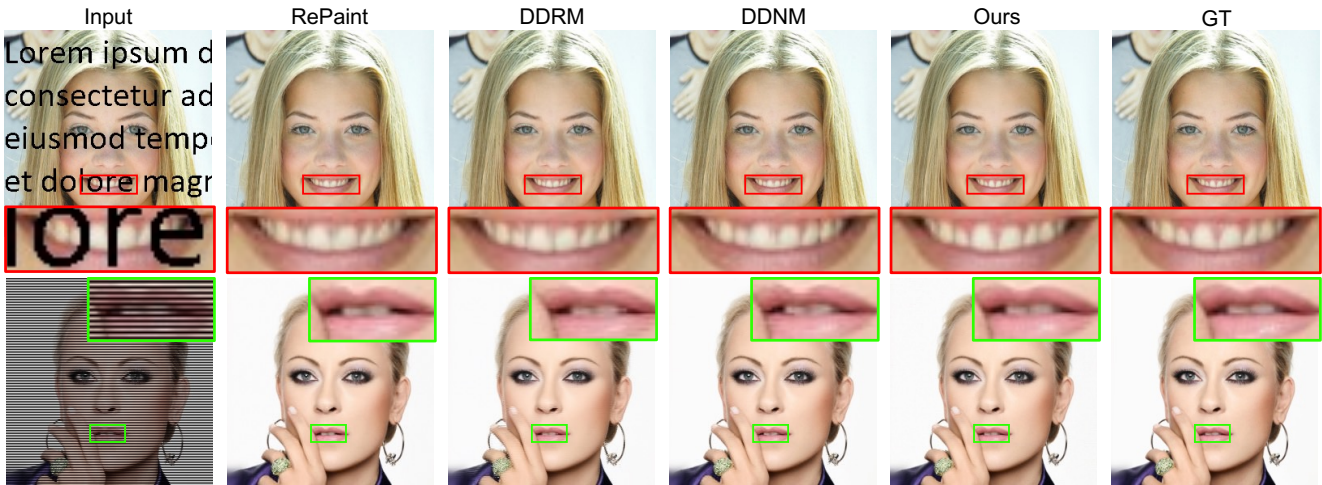 Input RePaint DDRM DDNM Ours GT
Lorem ipsum d
consectetur ad
eiusmod temp
et dolore magr
lore